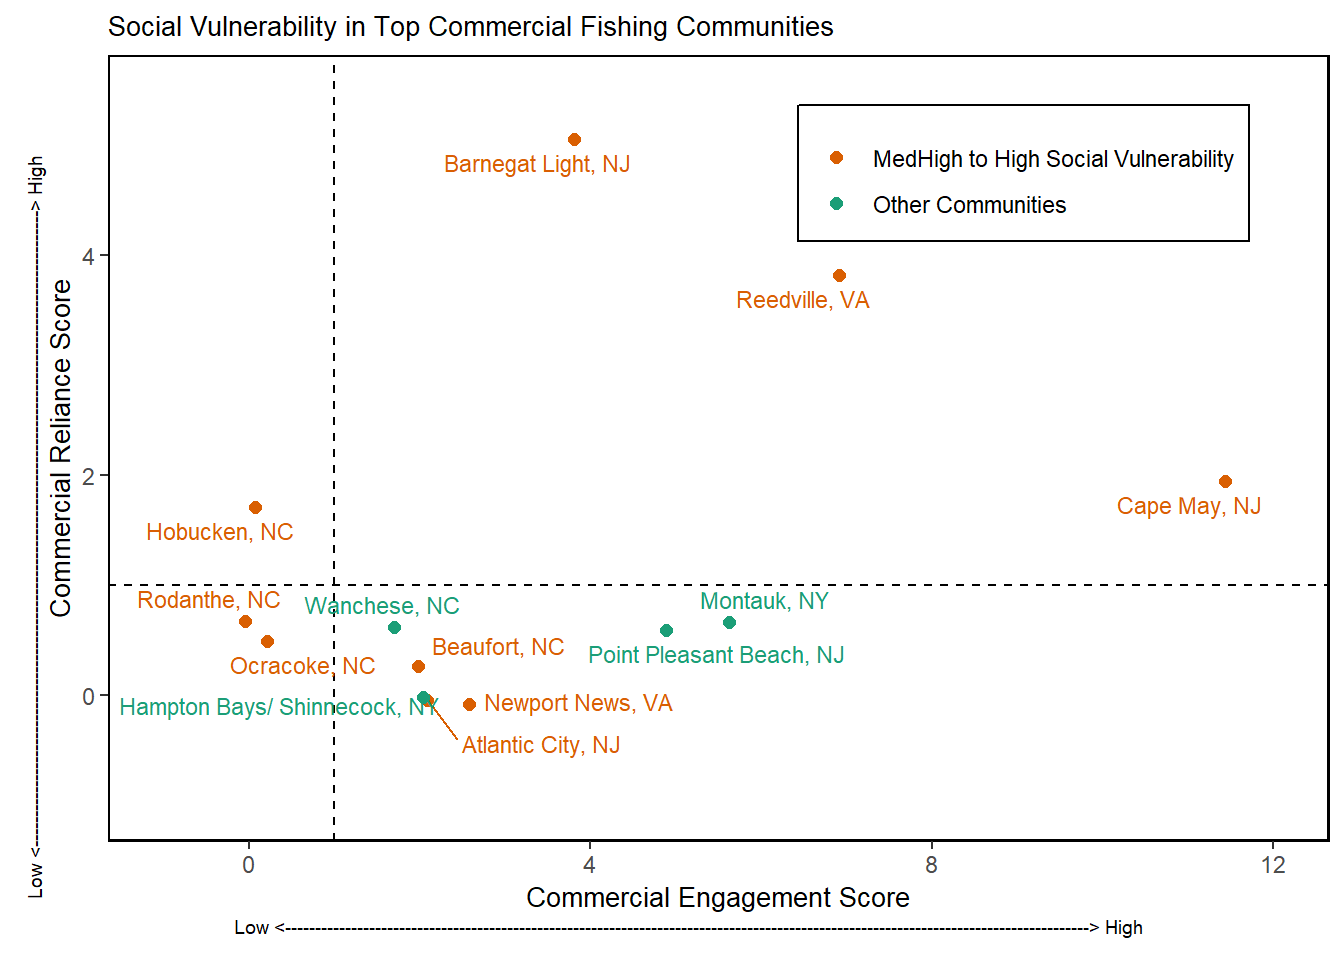 Social Vulnerability in Top Commercial Fishing Communities
MedHigh to High Social Vulnerability
Other Communities
Barnegat Light, NJ
Reedville, VA
Cape May, NJ
Hobucken, NC
Rodanthe, NC
Wanchese, NC
Montauk, NY
Ocracoke, NC
Beaufort, NC
Point Pleasant Beach, NJ
Hampton Bays/ Shinnecock, NY
Newport News, VA
Atlantic City, NJ
4
2
0
Commercial Reliance Score
Low <----------> High
0 4 8 12
Commercial Engagement Score
Low <----------> High